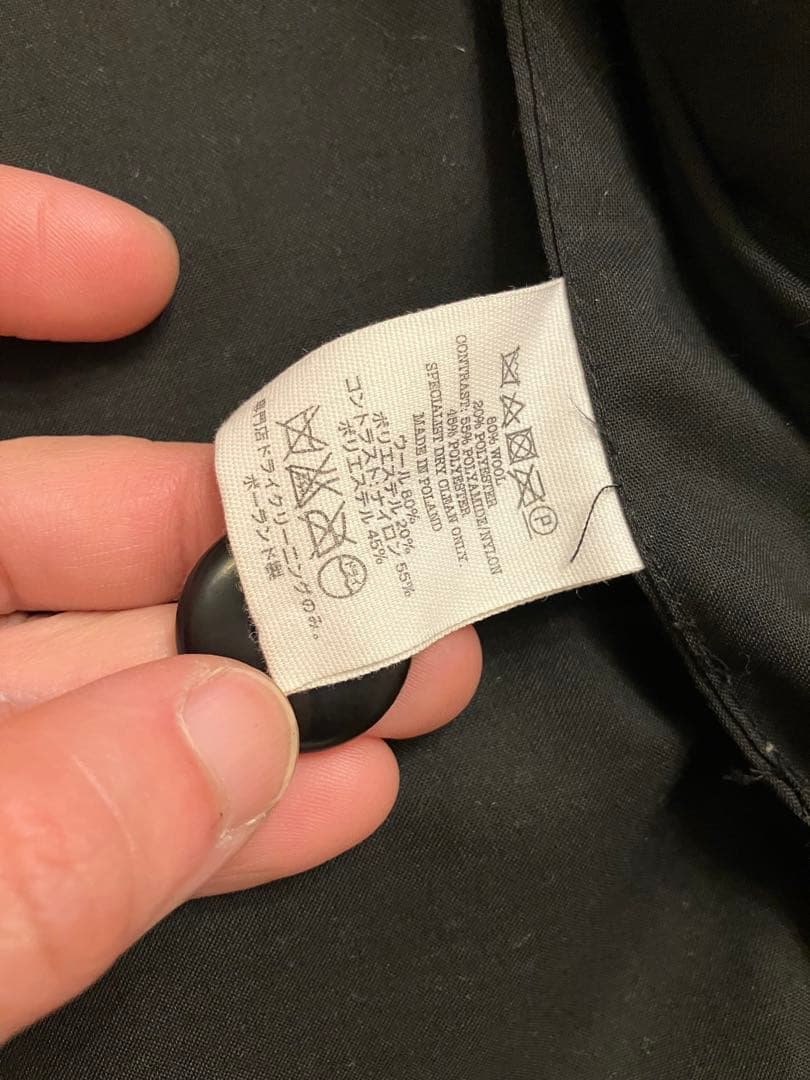 P
80% WOOL
20% POLYESTER
CONTRAST: 55% POLYAMIDE/NYLON
45% POLYESTER
SPECIALIST DRY CLEAN ONLY.
MADE IN POLAND
ウール 80%
ポリエステル 20%
コントラスト ナイロン 55%
ポリエステル 45%
ドライ
専門店ドライクリーニングのみ。
ポーランド製